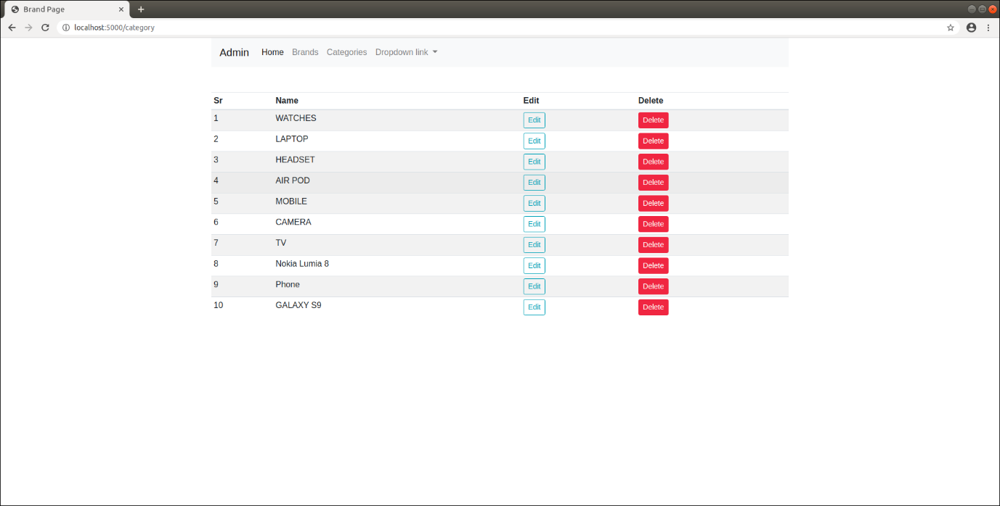 Brand Page
localhost:5000/category
Admin Home Brands Categories Dropdown link
Sr Name Edit Delete
1 WATCHES Edit Delete
2 LAPTOP Edit Delete
3 HEADSET Edit Delete
4 AIR POD Edit Delete
5 MOBILE Edit Delete
6 CAMERA Edit Delete
7 TV Edit Delete
8 Nokia Lumia 8 Edit Delete
9 Phone Edit Delete
10 GALAXY S9 Edit Delete